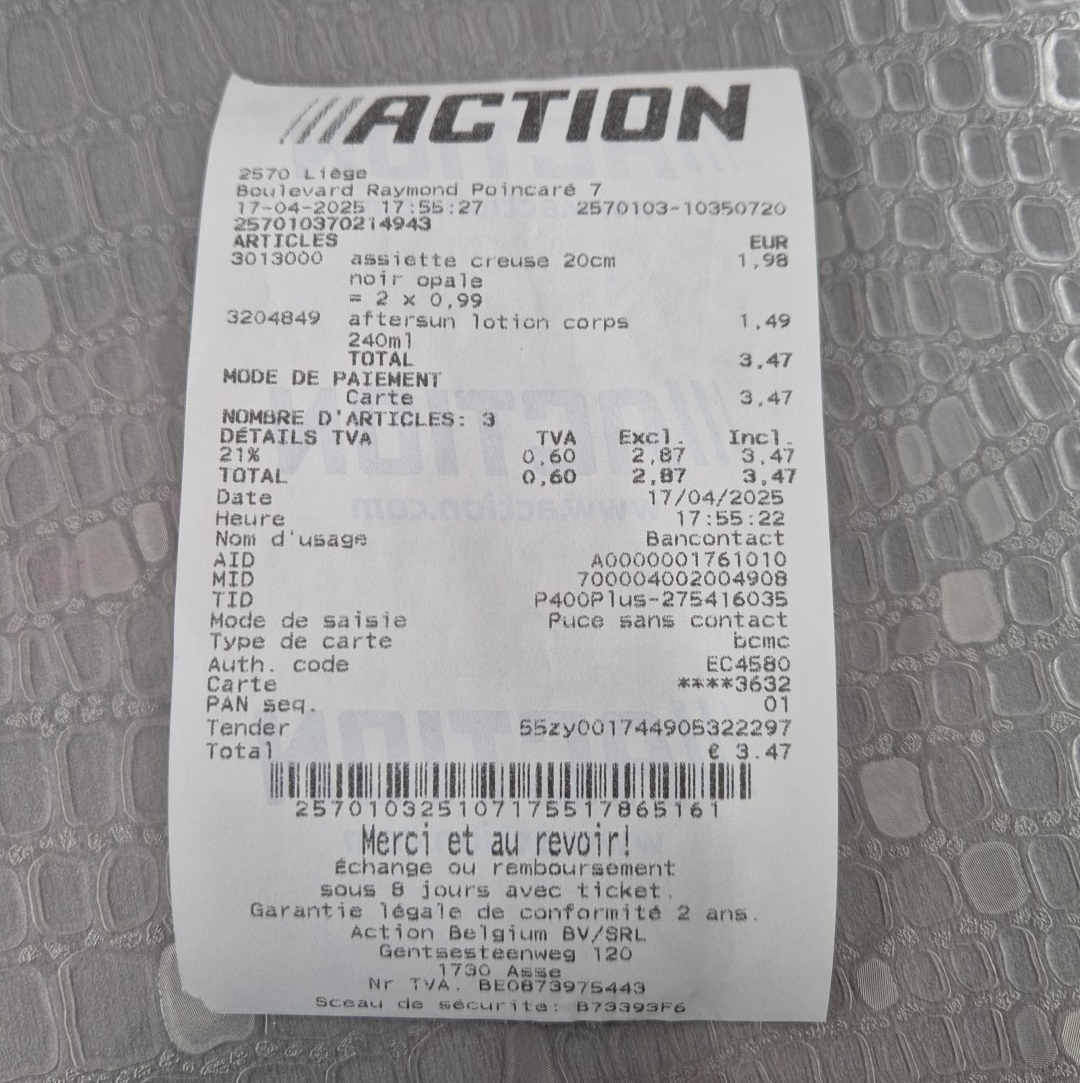 ACTION
2570 Liège
Boulevard Raymond Poincaré 7
17-04-2025 17:55:27 2570103-10350720
257010370214943
ARTICLES EUR
3013000 assiette creuse 20cm 1,98
noir opale
= 2 x 0,99
3204849 aftersun lotion corps 1,49
240ml
TOTAL 3,47
MODE DE PAIEMENT
Carte 3,47
NOMBRE D'ARTICLES: 3
DÉTAILS TVA TVA Excl. Incl.
21% 0,60 2,87 3,47
TOTAL 0,60 2,87 3,47
Date 17/04/2025
Heure 17:55:22
Nom d'usage Bancontact
AID A0000001761010
MID 700004002004908
TID P400Plus-275416035
Mode de saisie Puce sans contact
Type de carte bcmc
Auth. code EC4580
Carte ****3632
PAN seq. 01
Tender 55zy001744905322297
Total € 3.47
257010325107175517865161
Merci et au revoir!
Échange ou remboursement
sous 8 jours avec ticket.
Garantie légale de conformité 2 ans.
Action Belgium BV/SRL
Gentsesteenweg 120
1730 Asse
Nr TVA. BE0873975443
Sceau de sécurité: B73393F6